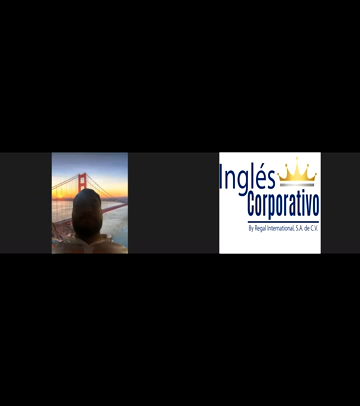 Inglés
Corporativo
By Regal International, S.A. de C.V.